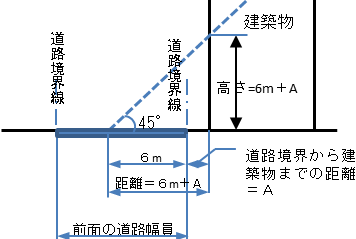 建築物
道路境界線
道路境界線
高さ=6m+A
45°
6m
距離=6m+A
道路境界から建
築物までの距離
=A
前面の道路幅員